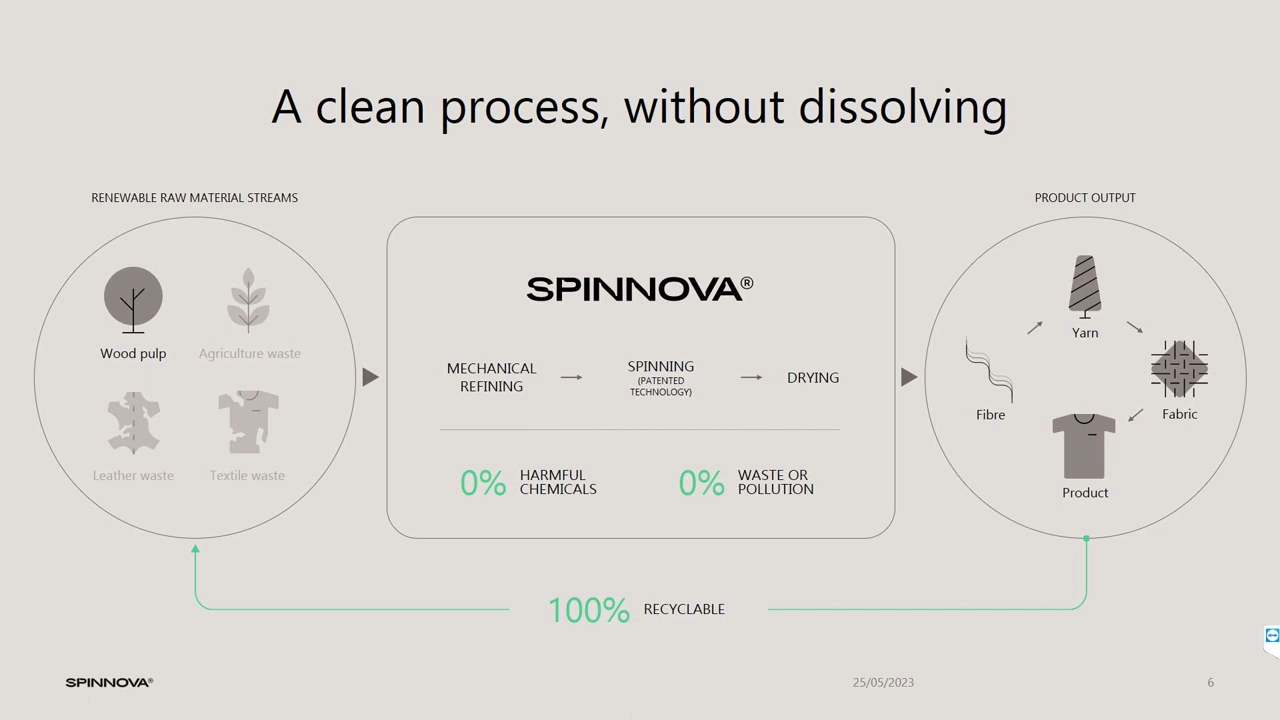 A clean process, without dissolving
RENEWABLE RAW MATERIAL STREAMS
Wood pulp
Agriculture waste
Leather waste
Textile waste
SPINNOVA®
MECHANICAL
REFINING
SPINNING
(PATENTED
TECHNOLOGY)
DRYING
0% HARMFUL
CHEMICALS
0% WASTE OR
POLLUTION
PRODUCT OUTPUT
Yarn
Fibre
Fabric
Product
100% RECYCLABLE
SPINNOVA®
25/05/2023
6